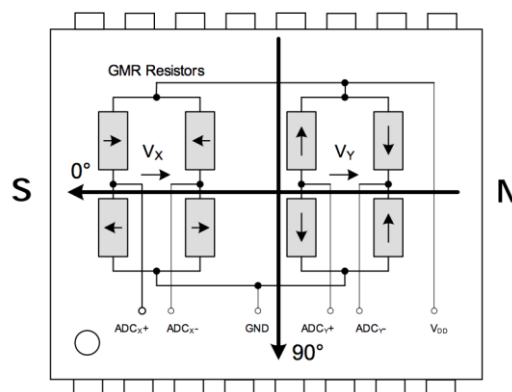 GMR Resistors
V_X
V_Y
0°
S
N
ADC_X+
ADC_X-
GND
ADC_Y+
ADC_Y-
V_DD
90°